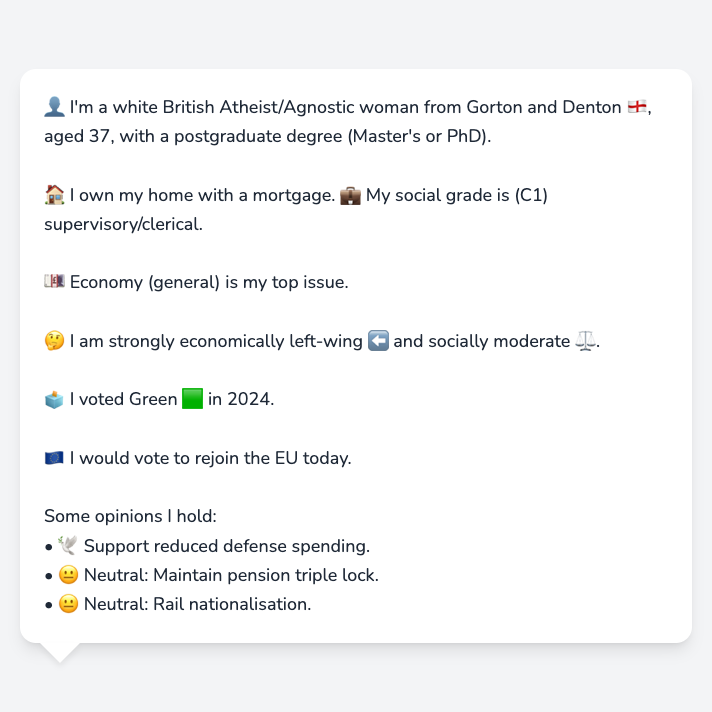 👤 I'm a white British Atheist/Agnostic woman from Gorton and Denton 🏴󠁧󠁢󠁥󠁮󠁧󠁿,
aged 37, with a postgraduate degree (Master's or PhD).
🏠 I own my home with a mortgage. 💼 My social grade is (C1)
supervisory/clerical.
💷 Economy (general) is my top issue.
🤔 I am strongly economically left-wing ⬅️ and socially moderate ⚖️.
🗳️ I voted Green 🟩 in 2024.
🇪🇺 I would vote to rejoin the EU today.
Some opinions I hold:
• 🕊️ Support reduced defense spending.
• 😐 Neutral: Maintain pension triple lock.
• 😐 Neutral: Rail nationalisation.